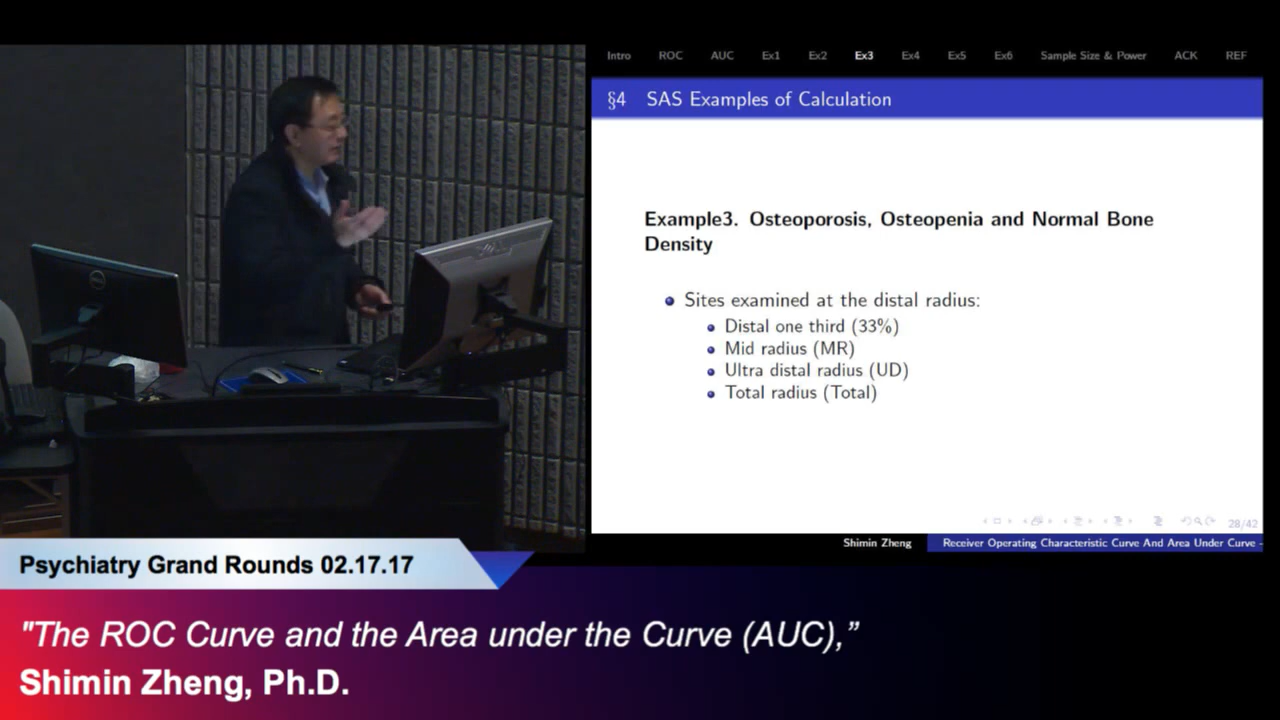 Intro ROC AUC Ex1 Ex2 Ex3 Ex4 Ex5 Ex6 Sample Size & Power ACK REF
§4 SAS Examples of Calculation
Example3. Osteoporosis, Osteopenia and Normal Bone
Density
Sites examined at the distal radius:
Distal one third (33%)
Mid radius (MR)
Ultra distal radius (UD)
Total radius (Total)
28/42
Shimin Zheng Receiver Operating Characteristic Curve And Area Under Curve -
Psychiatry Grand Rounds 02.17.17
"The ROC Curve and the Area under the Curve (AUC),”
Shimin Zheng, Ph.D.